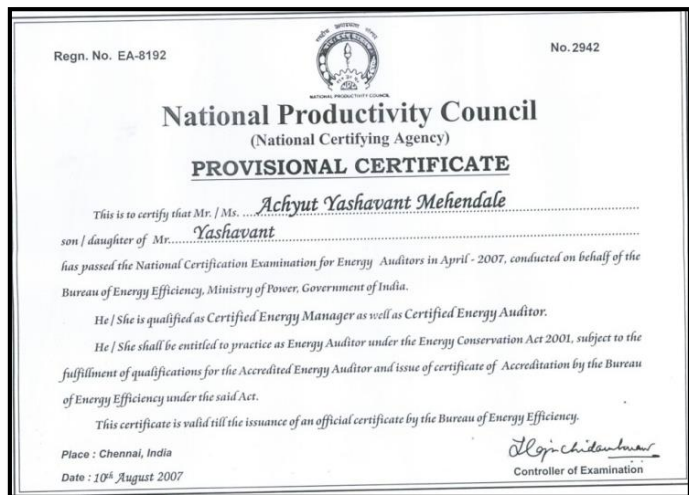 Regn. No. EA-8192
No. 2942
NATIONAL PRODUCTIVITY COUNCIL
National Productivity Council
(National Certifying Agency)
PROVISIONAL CERTIFICATE
This is to certify that Mr. / Ms. .... Achyut Yashavant Mehendale
son / daughter of Mr..... Yashavant
has passed the National Certification Examination for Energy Auditors in April - 2007, conducted on behalf of the
Bureau of Energy Efficiency, Ministry of Power, Government of India.
He / She is qualified as Certified Energy Manager as well as Certified Energy Auditor.
He / She shall be entitled to practice as Energy Auditor under the Energy Conservation Act 2001, subject to the
fulfillment of qualifications for the Accredited Energy Auditor and issue of certificate of Accreditation by the Bureau
of Energy Efficiency under the said Act.
This certificate is valid till the issuance of an official certificate by the Bureau of Energy Efficiency.
Place : Chennai, India
Controller of Examination
Date : 10th August 2007